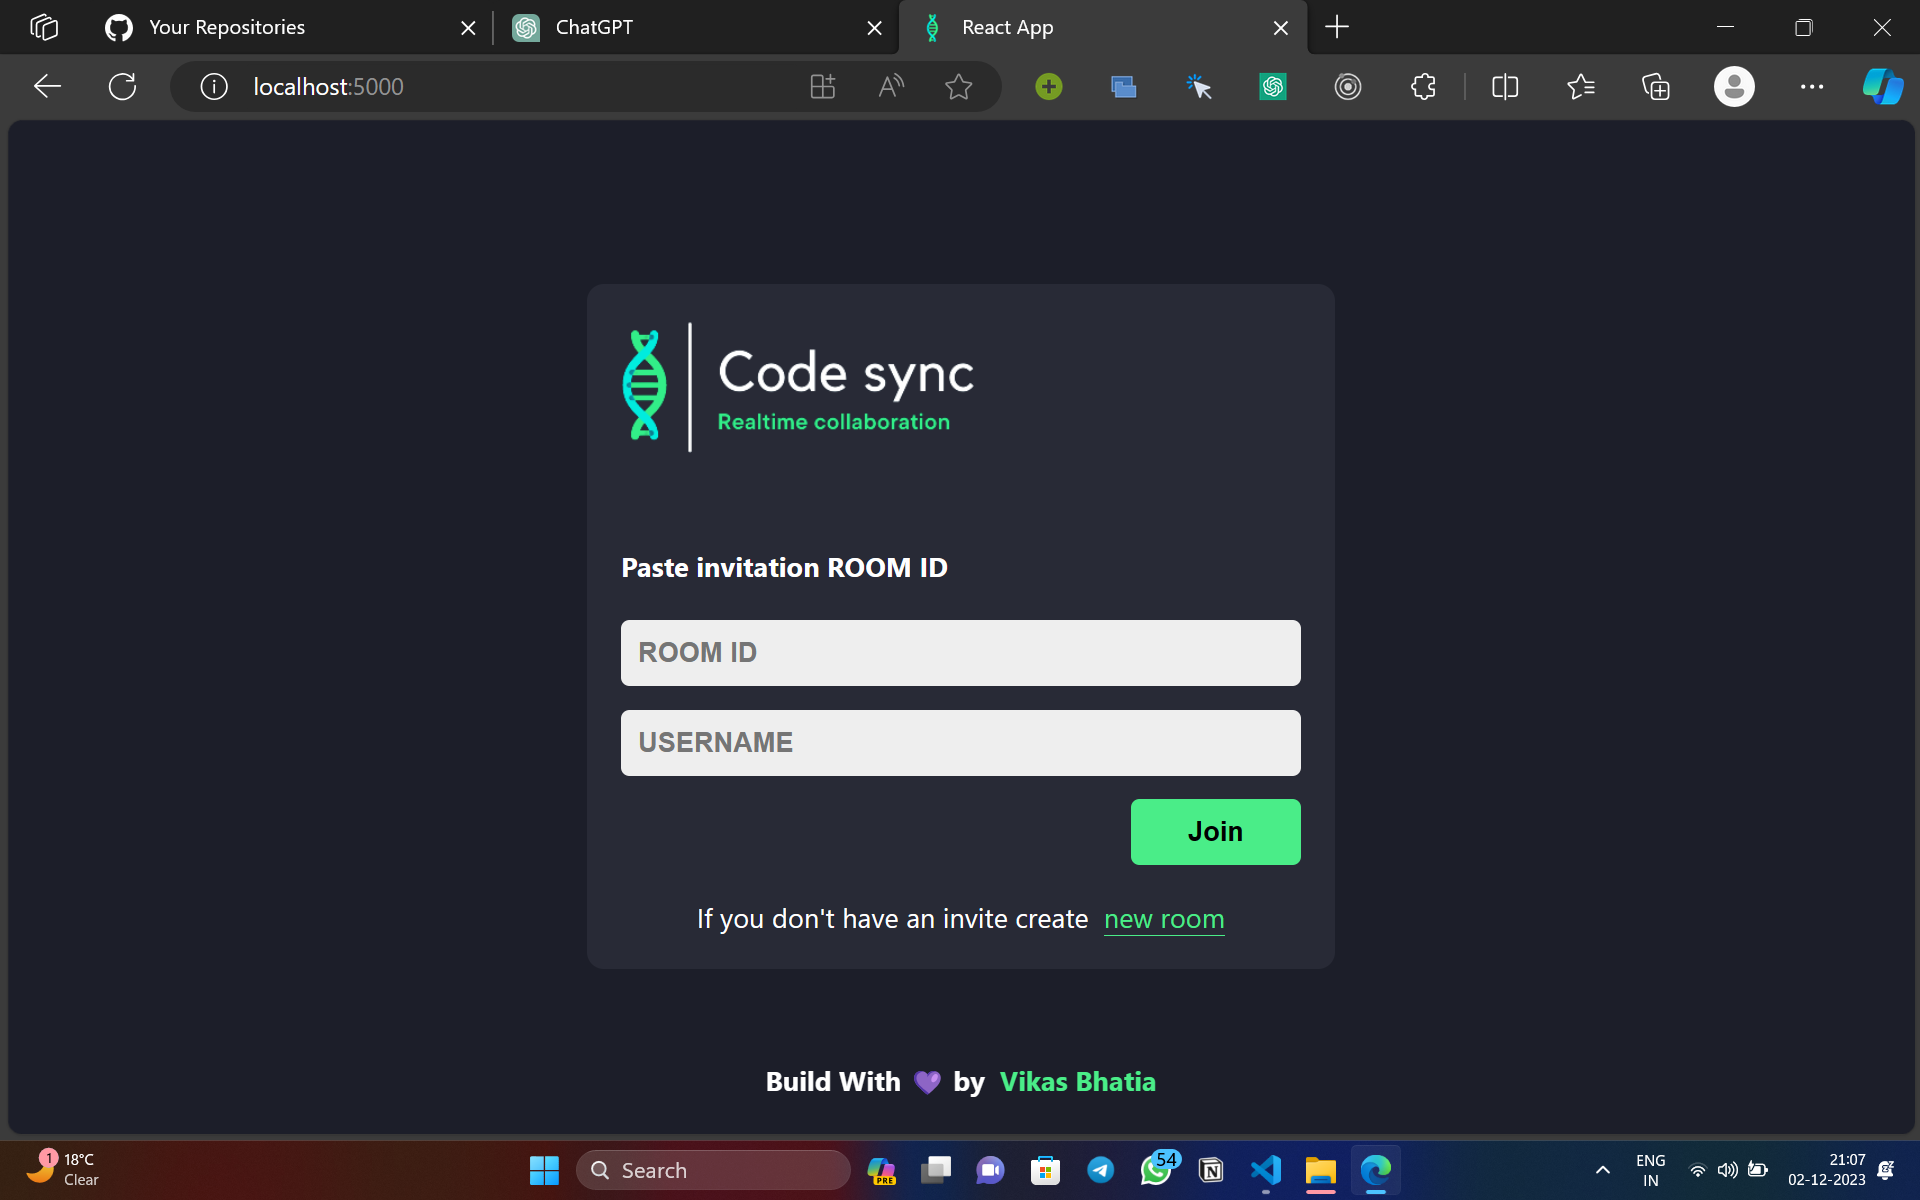 Your Repositories
ChatGPT
React App
localhost:5000
Code sync
Realtime collaboration
Paste invitation ROOM ID
ROOM ID
USERNAME
Join
If you don't have an invite create new room
Build With 💜 by Vikas Bhatia
1
18°C
Clear
Search
PRE
54
ENG
IN
21:07
02-12-2023